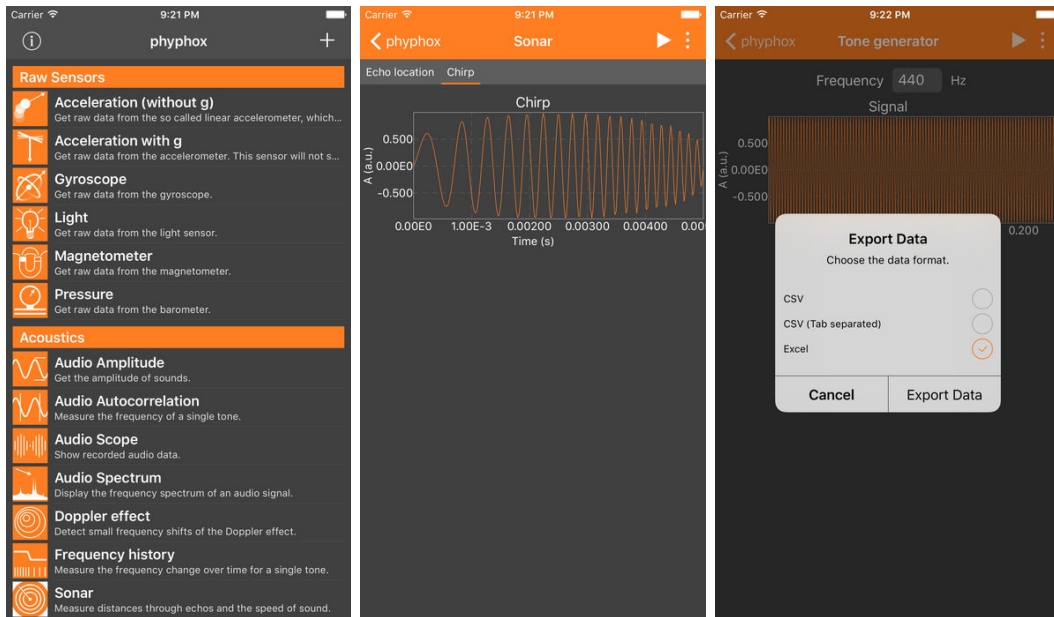 Carrier 9:21 PM
phyphox
Raw Sensors
Acceleration (without g)
Get raw data from the so called linear accelerometer, which...
Acceleration with g
Get raw data from the accelerometer. This sensor will not s...
Gyroscope
Get raw data from the gyroscope.
Light
Get raw data from the light sensor.
Magnetometer
Get raw data from the magnetometer.
Pressure
Get raw data from the barometer.
Acoustics
Audio Amplitude
Get the amplitude of sounds.
Audio Autocorrelation
Measure the frequency of a single tone.
Audio Scope
Show recorded audio data.
Audio Spectrum
Display the frequency spectrum of an audio signal.
Doppler effect
Detect small frequency shifts of the Doppler effect.
Frequency history
Measure the frequency change over time for a single tone.
Sonar
Measure distances through echos and the speed of sound.
Carrier 9:21 PM
phyphox Sonar
Echo location Chirp
Chirp
A (a.u.)
0.500
0.00E0
-0.500
0.00E0 1.00E-3 0.00200 0.00300 0.00400 0.00
Time (s)
Carrier 9:22 PM
phyphox Tone generator
Frequency 440 Hz
Signal
A (a.u.)
0.500
0.00E0
-0.500
0.200
Export Data
Choose the data format.
CSV
CSV (Tab separated)
Excel
Cancel Export Data